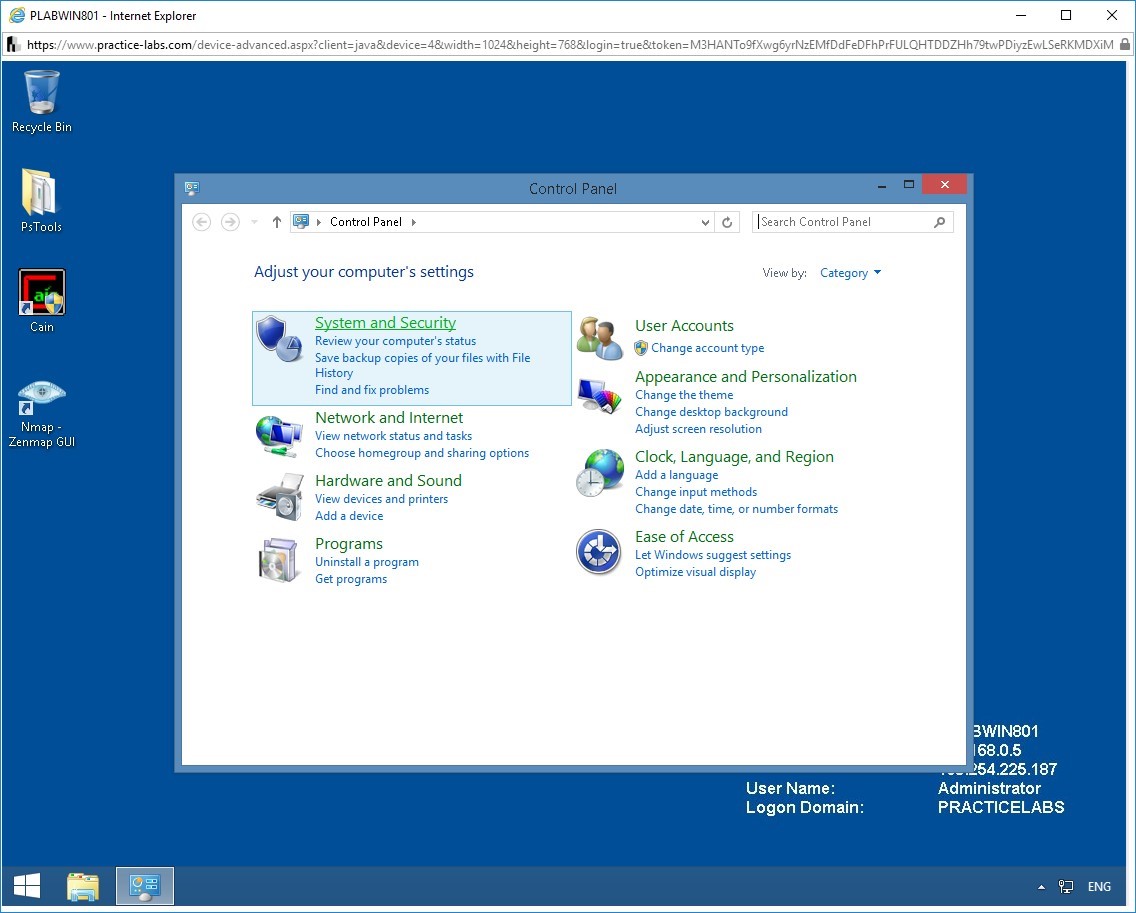 PLABWIN801 - Internet Explorer
https://www.practice-labs.com/device-advanced.aspx?client=java&device=4&width=1024&height=768&login=true&token=M3HANTo9fXwg6yrNzEMfDdFeDFhPrFULQHTDDZHh79twPDiyzEwLSeRKMDXiM
Recycle Bin
PsTools
Cain
Nmap -
Zenmap GUI
Control Panel
Control Panel
Search Control Panel
Adjust your computer's settings
View by: Category
System and Security
Review your computer's status
Save backup copies of your files with File
History
Find and fix problems
Network and Internet
View network status and tasks
Choose homegroup and sharing options
Hardware and Sound
View devices and printers
Add a device
Programs
Uninstall a program
Get programs
User Accounts
Change account type
Appearance and Personalization
Change the theme
Change desktop background
Adjust screen resolution
Clock, Language, and Region
Add a language
Change input methods
Change date, time, or number formats
Ease of Access
Let Windows suggest settings
Optimize visual display
BWIN801
168.0.5
.254.225.187
User Name: Administrator
Logon Domain: PRACTICELABS
ENG